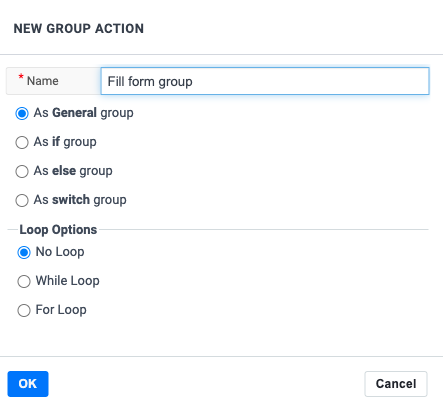 NEW GROUP ACTION
* Name
Fill form group
As General group
As if group
As else group
As switch group
Loop Options
No Loop
While Loop
For Loop
OK
Cancel